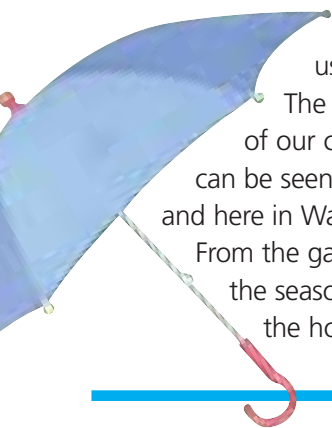 us
The
of our c
can be seen
and here in Wa
From the ga
the seaso
the ho